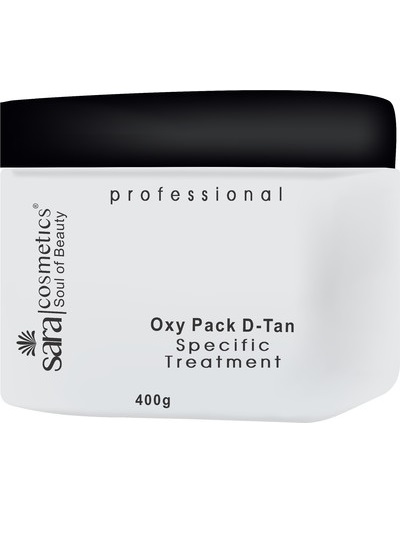 professional
sara cosmetics®
Soul of Beauty
Oxy Pack D-Tan
Specific
Treatment
400g